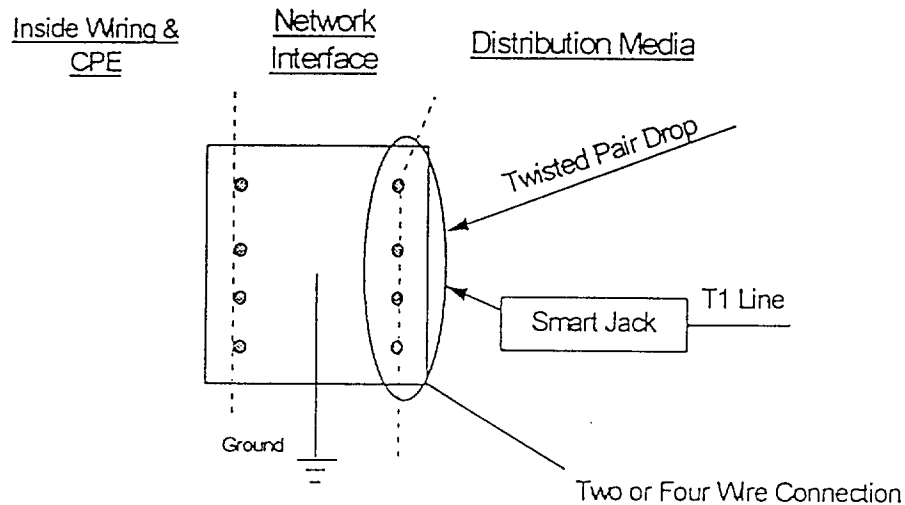 Inside Wiring &
CPE
Network
Interface
Distribution Media
Twisted Pair Drop
T1 Line
Smart Jack
Ground
Two or Four Wire Connection